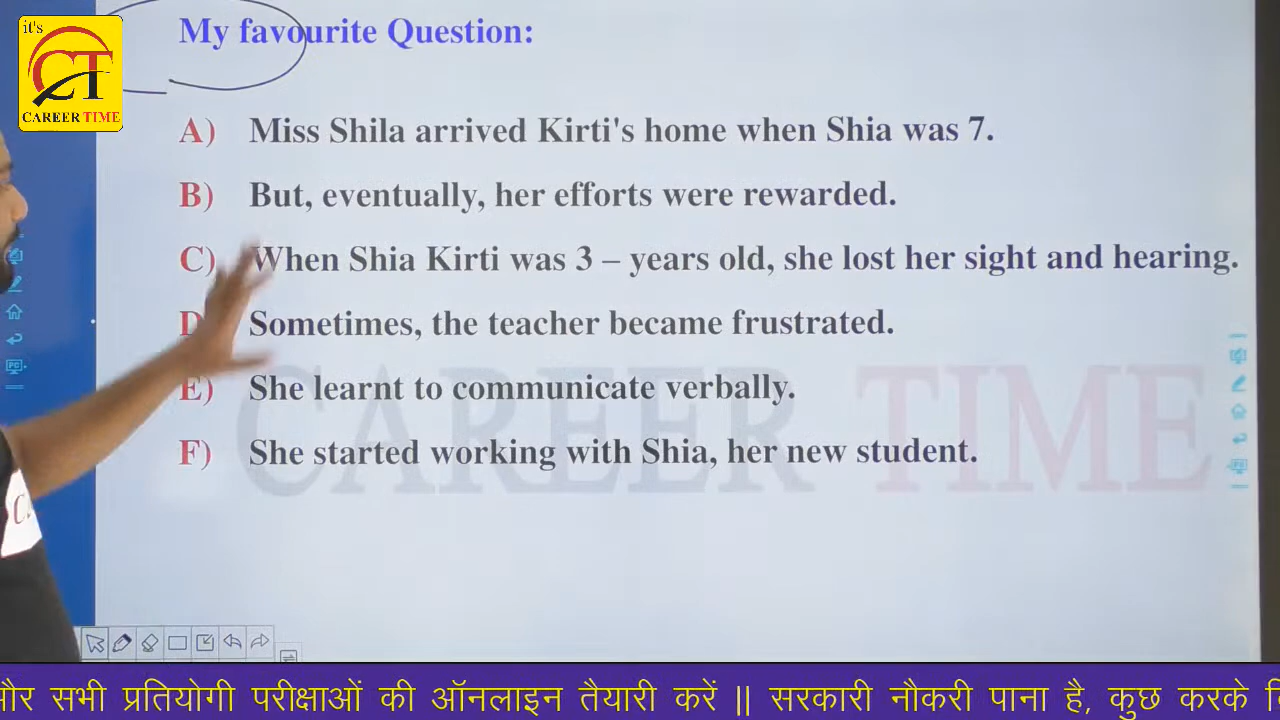 it's
CT
CAREER TIME
My favourite Question:
A) Miss Shila arrived Kirti's home when Shia was 7.
B) But, eventually, her efforts were rewarded.
C) When Shia Kirti was 3 – years old, she lost her sight and hearing.
D) Sometimes, the teacher became frustrated.
E) She learnt to communicate verbally.
F) She started working with Shia, her new student.
CAREER TIME
और सभी प्रतियोगी परीक्षाओं की ऑनलाइन तैयारी करें || सरकारी नौकरी पाना है, कुछ करके